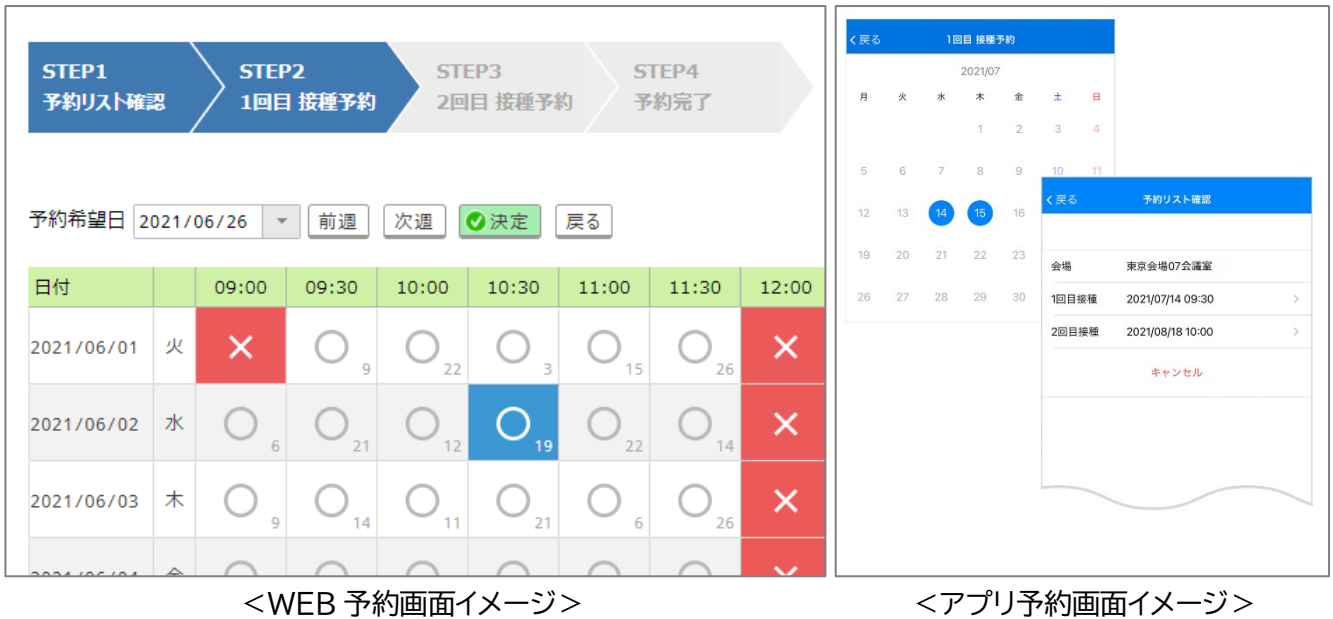 STEP1 STEP2 STEP3 STEP4
予約リスト確認 1回目 接種予約 2回目 接種予約 予約完了
予約希望日 2021/06/26 前週 次週 決定 戻る
日付 09:00 09:30 10:00 10:30 11:00 11:30 12:00
2021/06/01 火 × ○ 9 ○ 22 ○ 3 ○ 15 ○ 26 ×
2021/06/02 水 ○ 6 ○ 21 ○ 12 ○ 19 ○ 22 ○ 14 ×
2021/06/03 木 ○ 9 ○ 14 ○ 11 ○ 21 ○ 6 ○ 26 ×
<WEB 予約画面イメージ>
戻る 1回目 接種予約
2021/07
月 火 水 木 金 土 日
1 2 3 4
5 6 7 8 9 10 11
12 13 14 15 16
19 20 21 22 23
26 27 28 29 30
戻る 予約リスト確認
会場 東京会場07会議室
1回目接種 2021/07/14 09:30
2回目接種 2021/08/18 10:00
キャンセル
<アプリ予約画面イメージ>